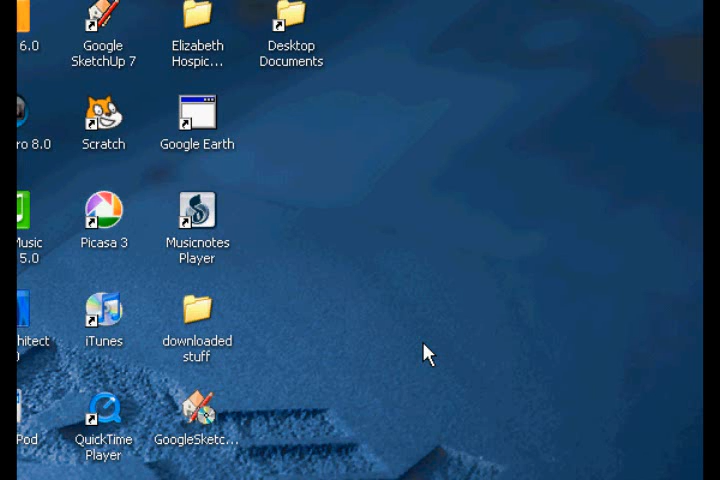 6.0
Google
SketchUp 7
Elizabeth
Hospic...
Desktop
Documents
ro 8.0
Scratch
Google Earth
Music
5.0
Picasa 3
Musicnotes
Player
hitect
iTunes
downloaded
stuff
Pod
QuickTime
Player
GoogleSketc...